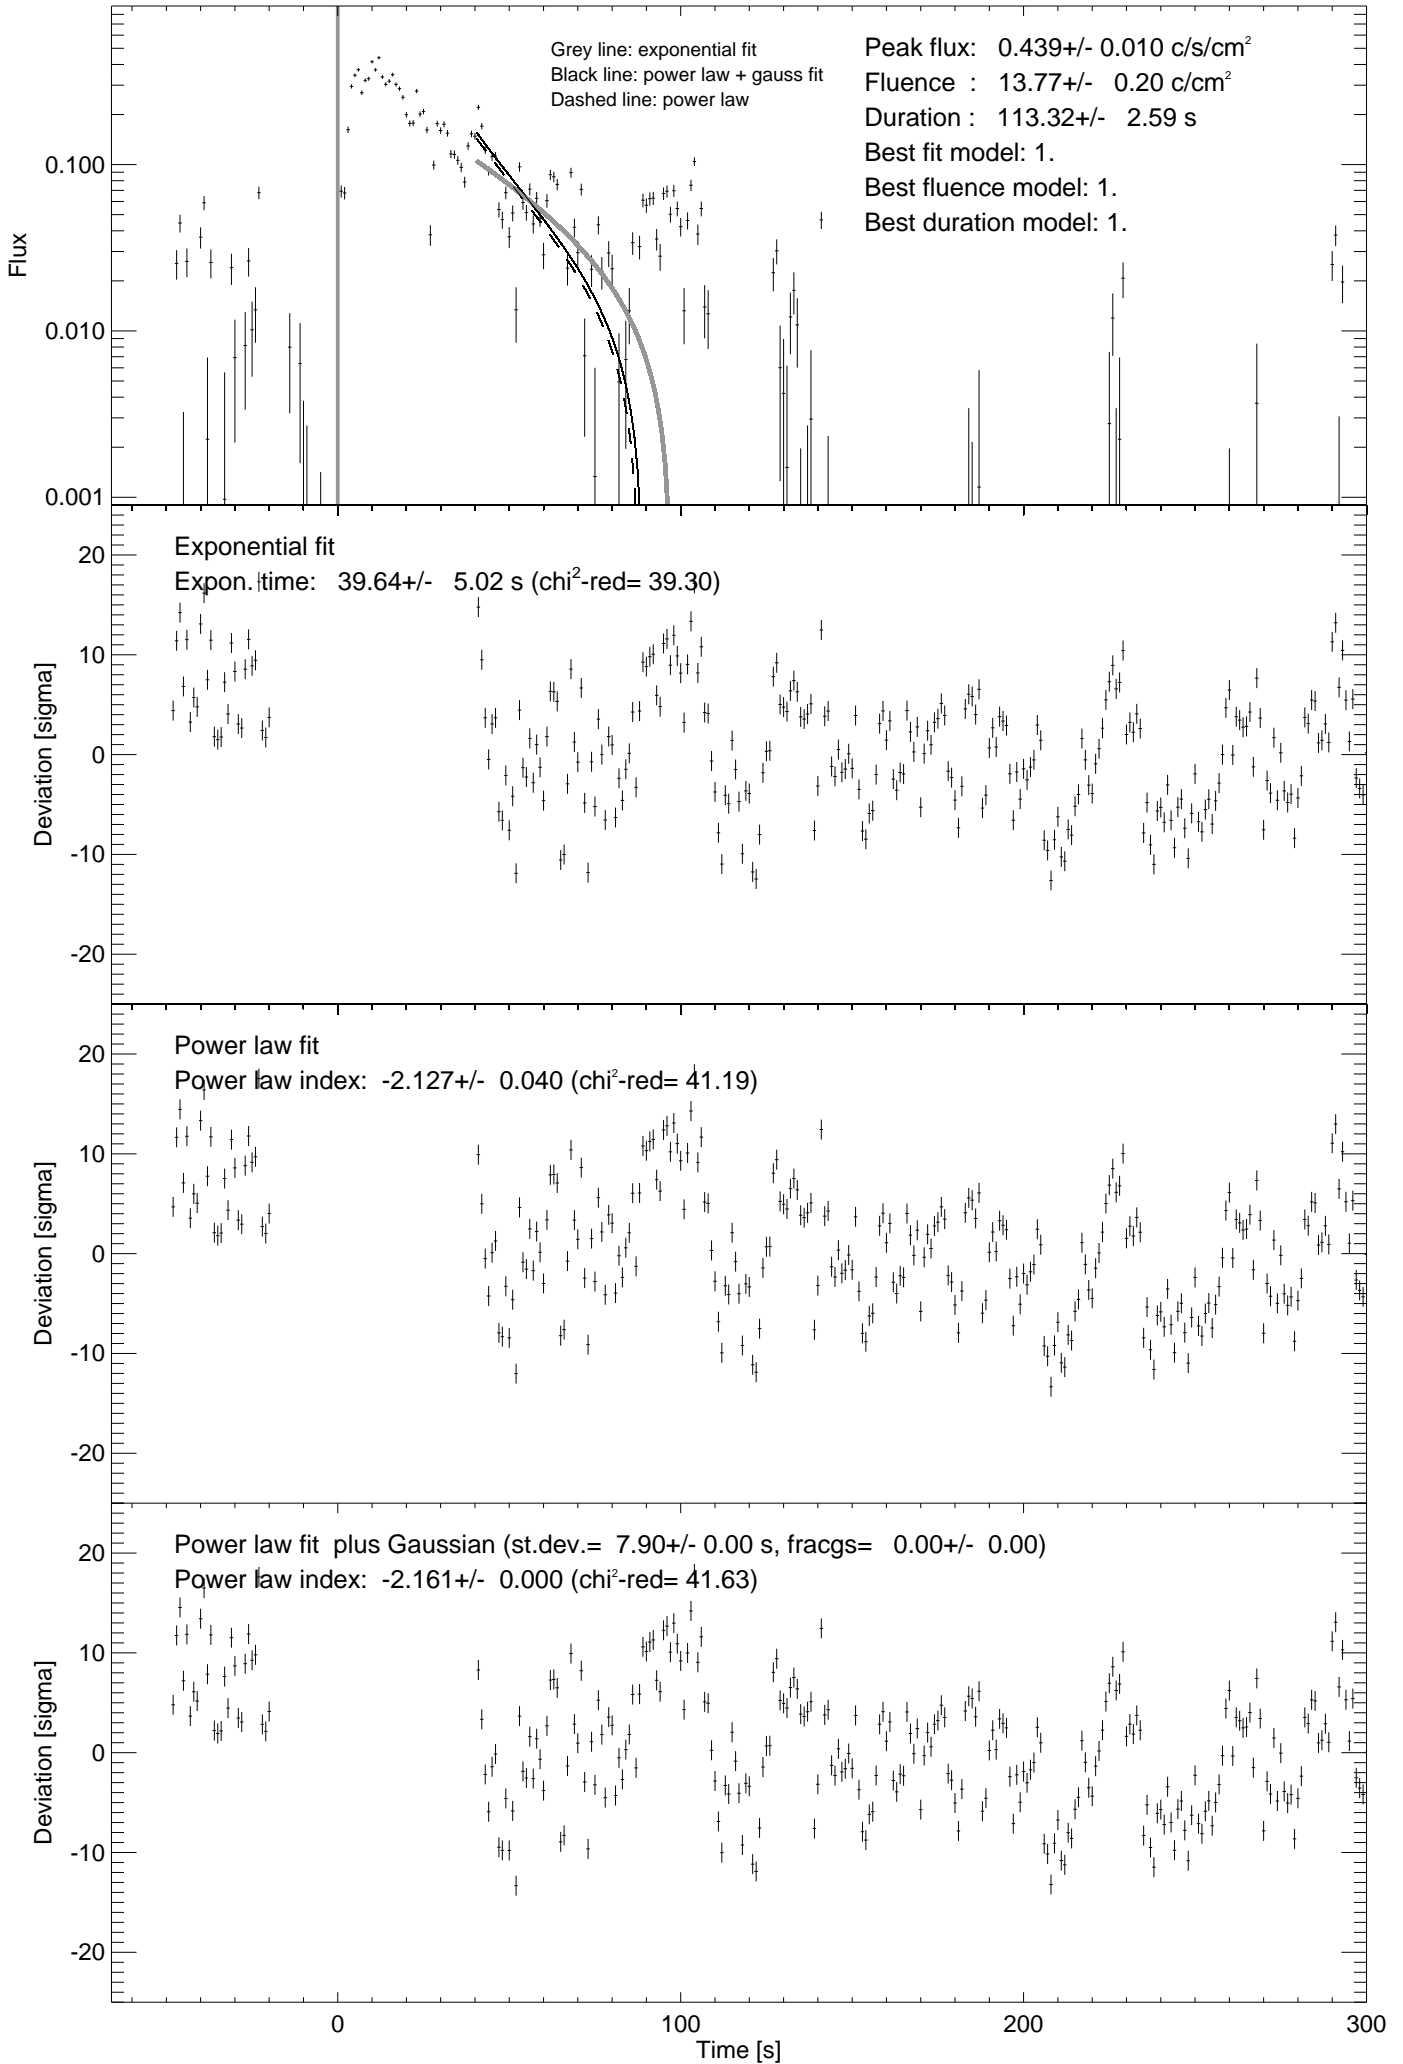 Grey line: exponential fit
Black line: power law + gauss fit
Dashed line: power law
Peak flux: 0.439+/- 0.010 c/s/cm²
Fluence : 13.77+/- 0.20 c/cm²
Duration : 113.32+/- 2.59 s
Best fit model: 1.
Best fluence model: 1.
Best duration model: 1.
Flux
0.100
0.010
0.001
Exponential fit
Expon. time: 39.64+/- 5.02 s (chi²-red= 39.30)
Deviation [sigma]
20
10
0
-10
-20
Power law fit
Power law index: -2.127+/- 0.040 (chi²-red= 41.19)
Deviation [sigma]
20
10
0
-10
-20
Power law fit plus Gaussian (st.dev.= 7.90+/- 0.00 s, fracgs= 0.00+/- 0.00)
Power law index: -2.161+/- 0.000 (chi²-red= 41.63)
Deviation [sigma]
20
10
0
-10
-20
0 100 200 300
Time [s]